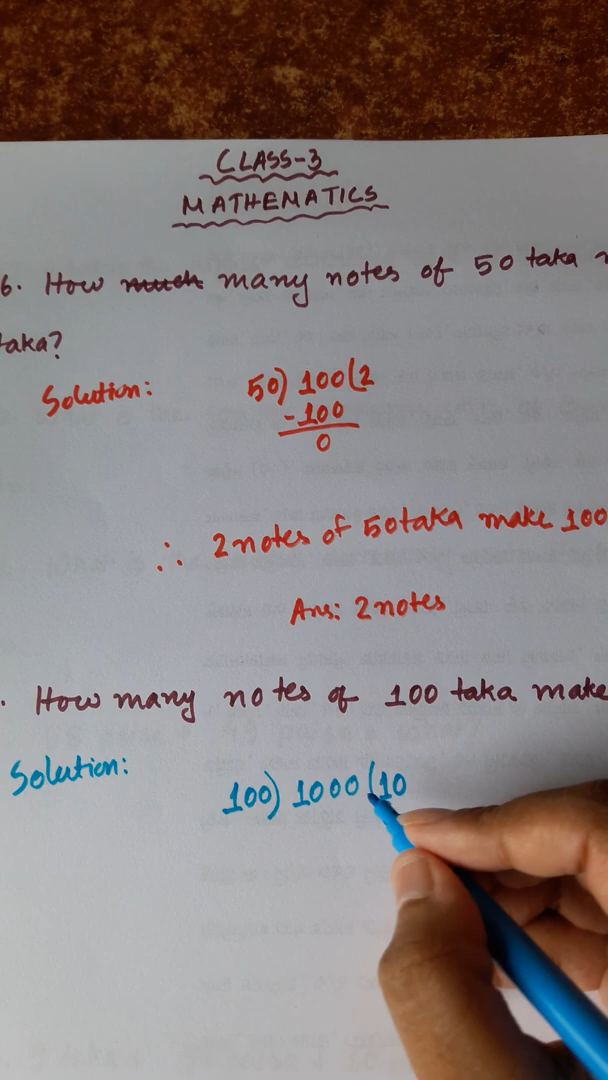 CLASS-3
MATHEMATICS
6. How much many notes of 50 taka
taka?
Solution: 50) 100(2
-100
0
∴ 2 notes of 50 taka make 100
Ans: 2 notes
. How many notes of 100 taka make
Solution: 100) 1000(10